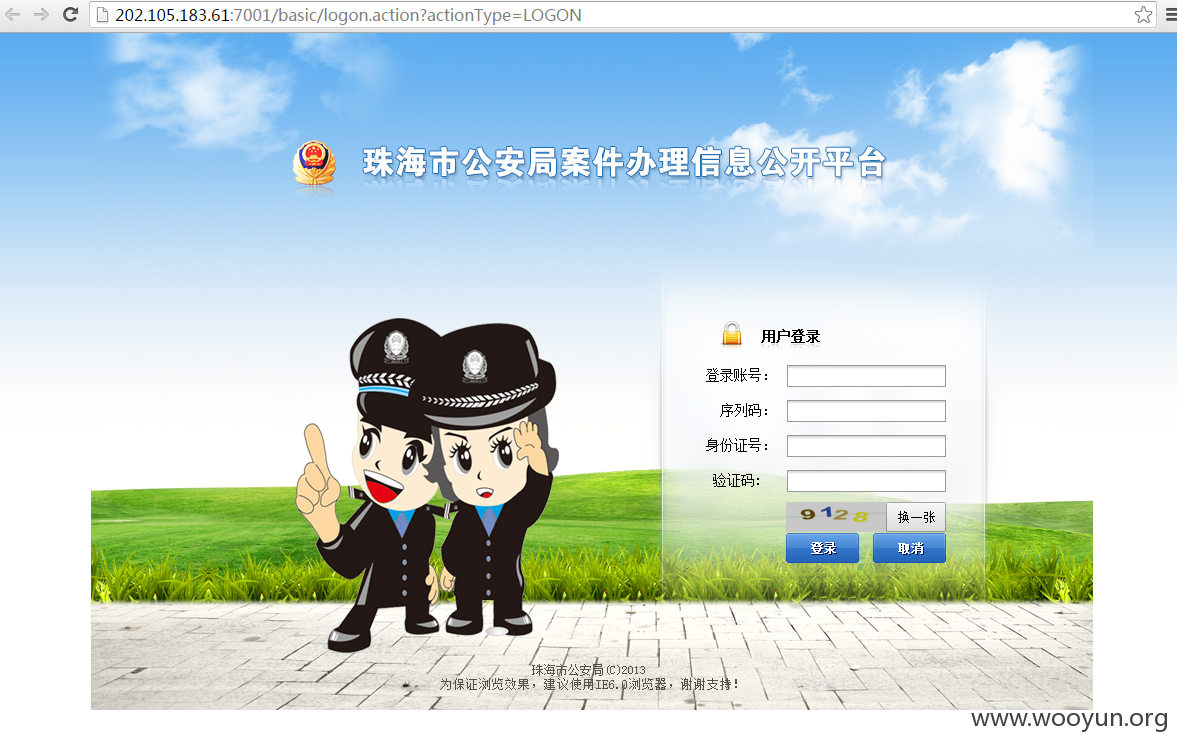 202.105.183.61:7001/basic/logon.action?actionType=LOGON
珠海市公安局案件办理信息公开平台
用户登录
登录账号：
序列码：
身份证号：
验证码：
9128
换一张
登录
取消
珠海市公安局(C)2013
为保证浏览效果，建议使用IE6.0浏览器，谢谢支持！
www.wooyun.org